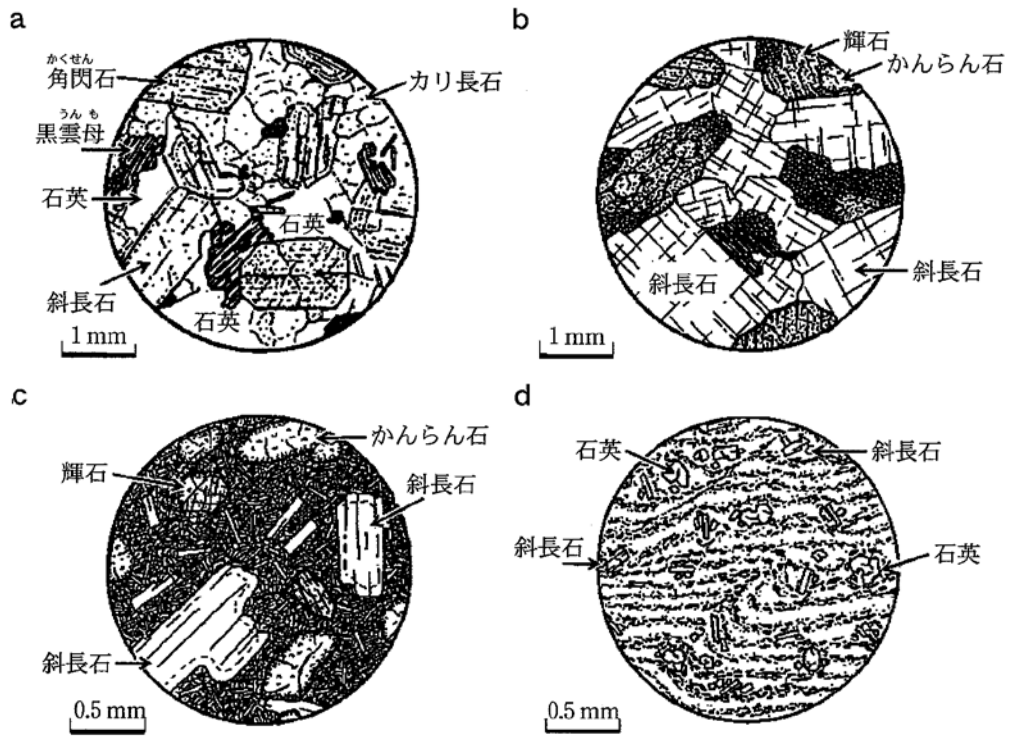 a
かくせん
角閃石
うんも
黒雲母
石英
斜長石
カリ長石
石英
石英
1 mm
b
輝石
かんらん石
斜長石
斜長石
1 mm
c
かんらん石
輝石
斜長石
斜長石
0.5 mm
d
石英
斜長石
斜長石
石英
0.5 mm